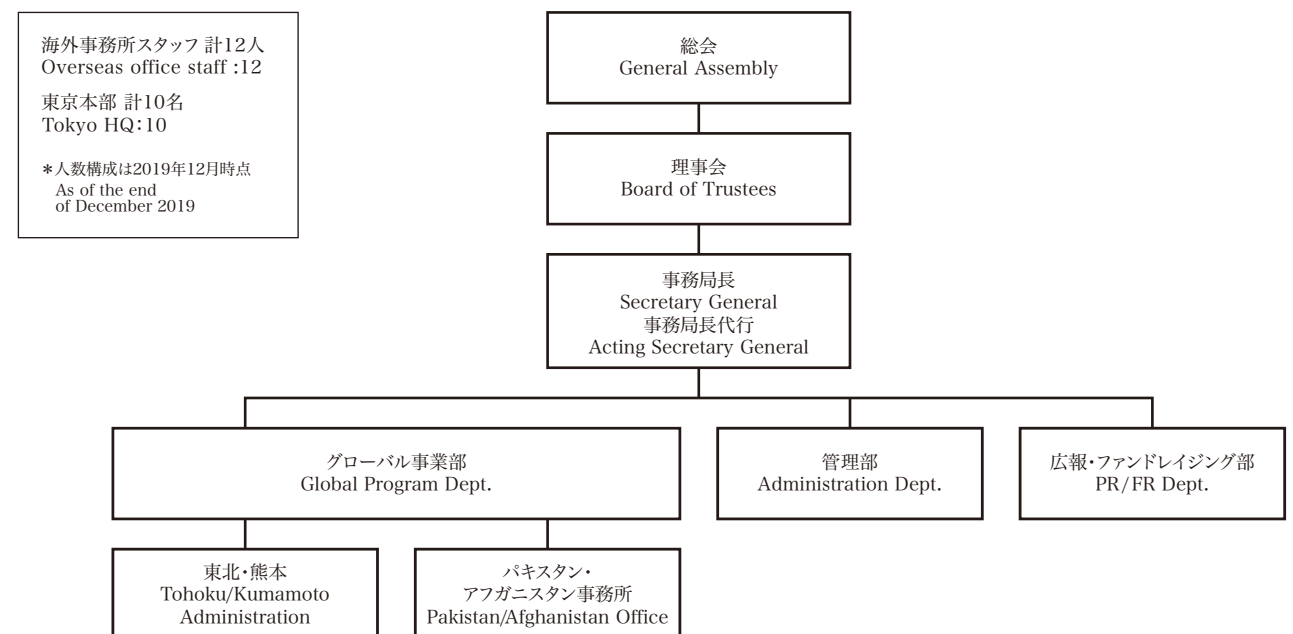 海外事務所スタッフ 計12人
Overseas office staff :12
東京本部 計10名
Tokyo HQ：10
＊人数構成は2019年12月時点
As of the end
of December 2019
総会
General Assembly
理事会
Board of Trustees
事務局長
Secretary General
事務局長代行
Acting Secretary General
グローバル事業部
Global Program Dept.
管理部
Administration Dept.
広報・ファンドレイジング部
PR/FR Dept.
東北・熊本
Tohoku/Kumamoto
Administration
パキスタン・
アフガニスタン事務所
Pakistan/Afghanistan Office